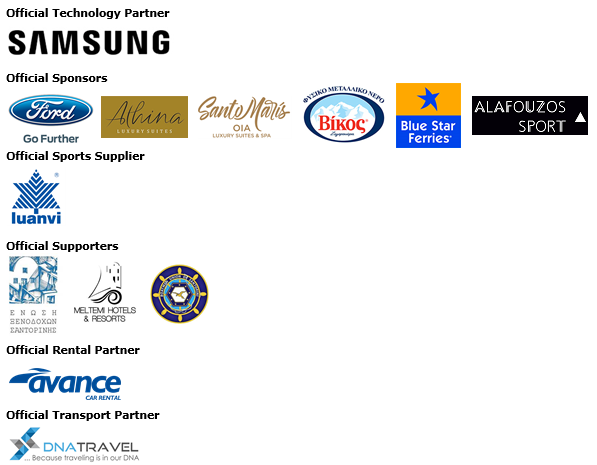 Official Technology Partner
SAMSUNG
Official Sponsors
Ford
Go Further
Athina
LUXURY SUITES
Santo Maris
OIA
LUXURY SUITES & SPA
ΦΥΣΙΚΟ ΜΕΤΑΛΛΙΚΟ ΝΕΡΟ
Βίκος®
Blue Star
Ferries
ALAFOUZOS
SPORT
Official Sports Supplier
®
luanvi
Official Supporters
ΕΝΩΣΗ
ΞΕΝΟΔΟΧΩΝ
ΣΑΝΤΟΡΙΝΗΣ
MELTEMI HOTELS
& RESORTS
Official Rental Partner
avance
CAR RENTAL
Official Transport Partner
DNATRAVEL
... Because traveling is in our DNA